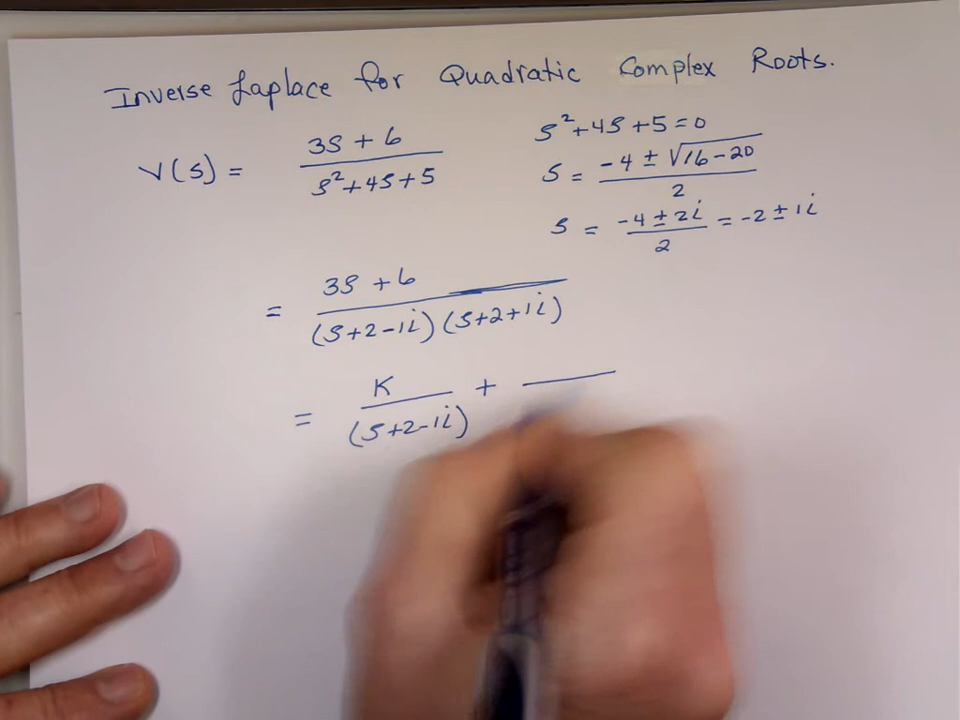 Inverse Laplace for Quadratic Complex Roots.
V(s) = (3s + 6)/(s²+4s+5)
s²+4s+5=0
s = (-4 ± √16-20)/2
s = (-4 ± 2i)/2 = -2 ± 1i
= (3s + 6)/((s+2-1i)(s+2+1i))
= K/(s+2-1i) +